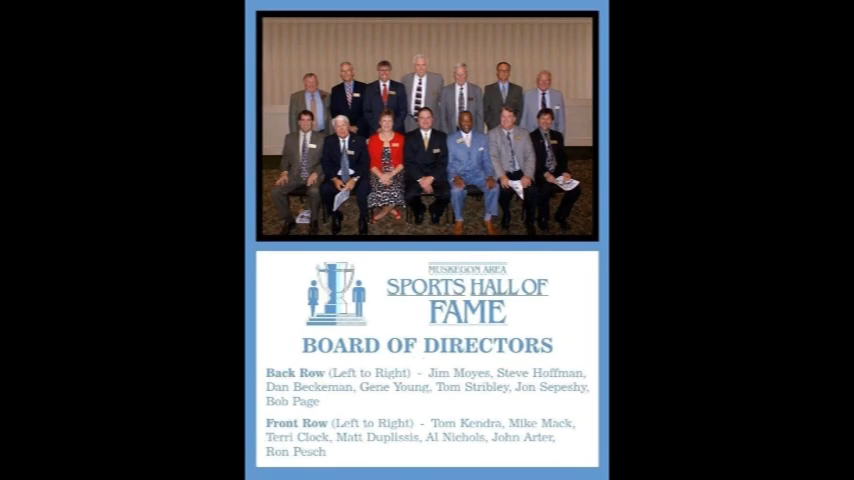 MUSKEGON AREA
SPORTS HALL OF
FAME
BOARD OF DIRECTORS
Back Row (Left to Right) - Jim Moyes, Steve Hoffman,
Dan Beckeman, Gene Young, Tom Stribley, Jon Sepeshy,
Bob Page
Front Row (Left to Right) - Tom Kendra, Mike Mack,
Terri Clock, Matt Duplissis, Al Nichols, John Arter,
Ron Pesch